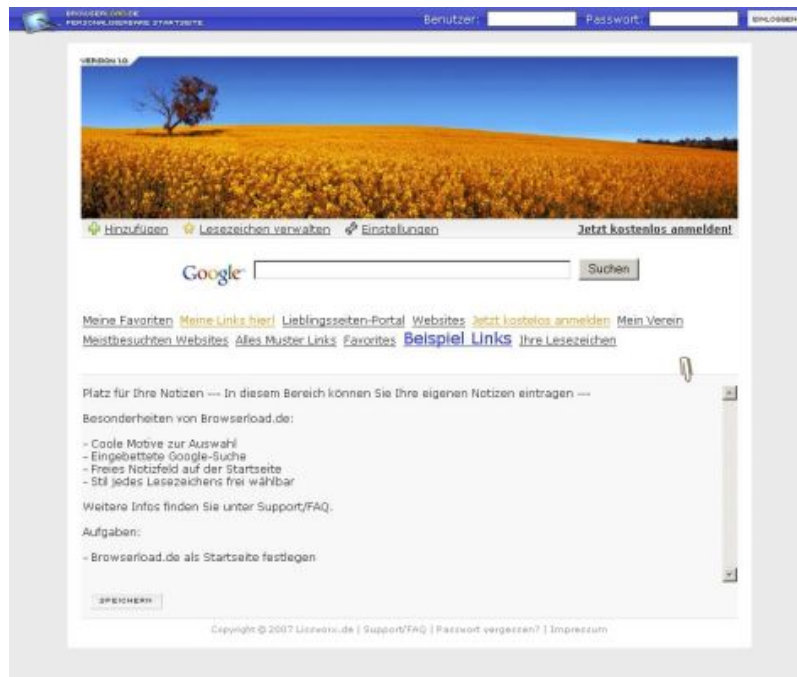 BROWSERLOAD.DE
PERSONALISIERBARE STARTSEITE
Benutzer: Passwort: EINLOGGEN
VERSION 1.0
Hinzufügen Lesezeichen verwalten Einstellungen Jetzt kostenlos anmelden!
Google Suchen
Meine Favoriten Meine Links hier! Lieblingsseiten-Portal Websites Jetzt kostelos anmelden Mein Verein
Meistbesuchten Websites Alles Muster Links Favorites Beispiel Links Ihre Lesezeichen
Platz für Ihre Notizen --- In diesem Bereich können Sie Ihre eigenen Notizen eintragen ---
Besonderheiten von Browserload.de:
- Coole Motive zur Auswahl
- Eingebettete Google-Suche
- Freies Notizfeld auf der Startseite
- Stil jedes Lesezeichens frei wählbar
Weitere Infos finden Sie unter Support/FAQ.
Aufgaben:
- Browserload.de als Startseite festlegen
SPEICHERN
Copyright © 2007 | Support/FAQ | Passwort vergessen? | Impressum